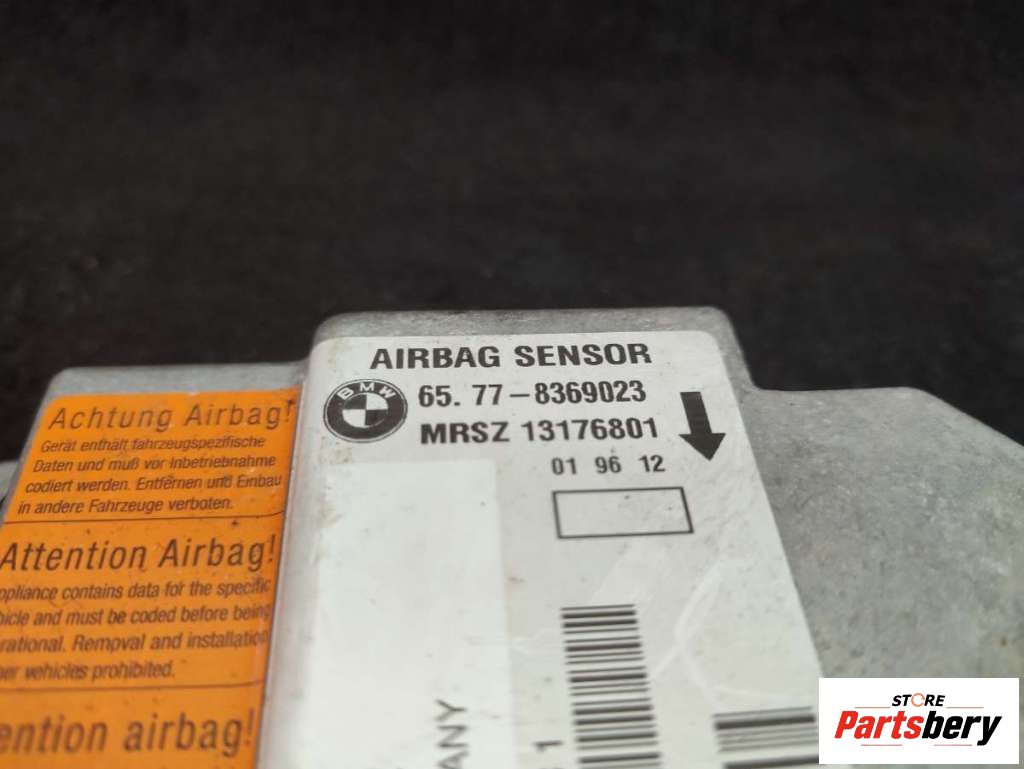 AIRBAG SENSOR
BMW
65. 77-8369023
MRSZ 13176801
01 96 12
Achtung Airbag!
Gerät enthält fahrzeugspezifische
Daten und muß vor Inbetriebnahme
codiert werden. Entfernen und Einbau
in andere Fahrzeuge verboten.
Attention Airbag!
contains data for the specific
and must be coded before being
Removal and installation
vehicles prohibited.
airbag!
STORE
Partsbery